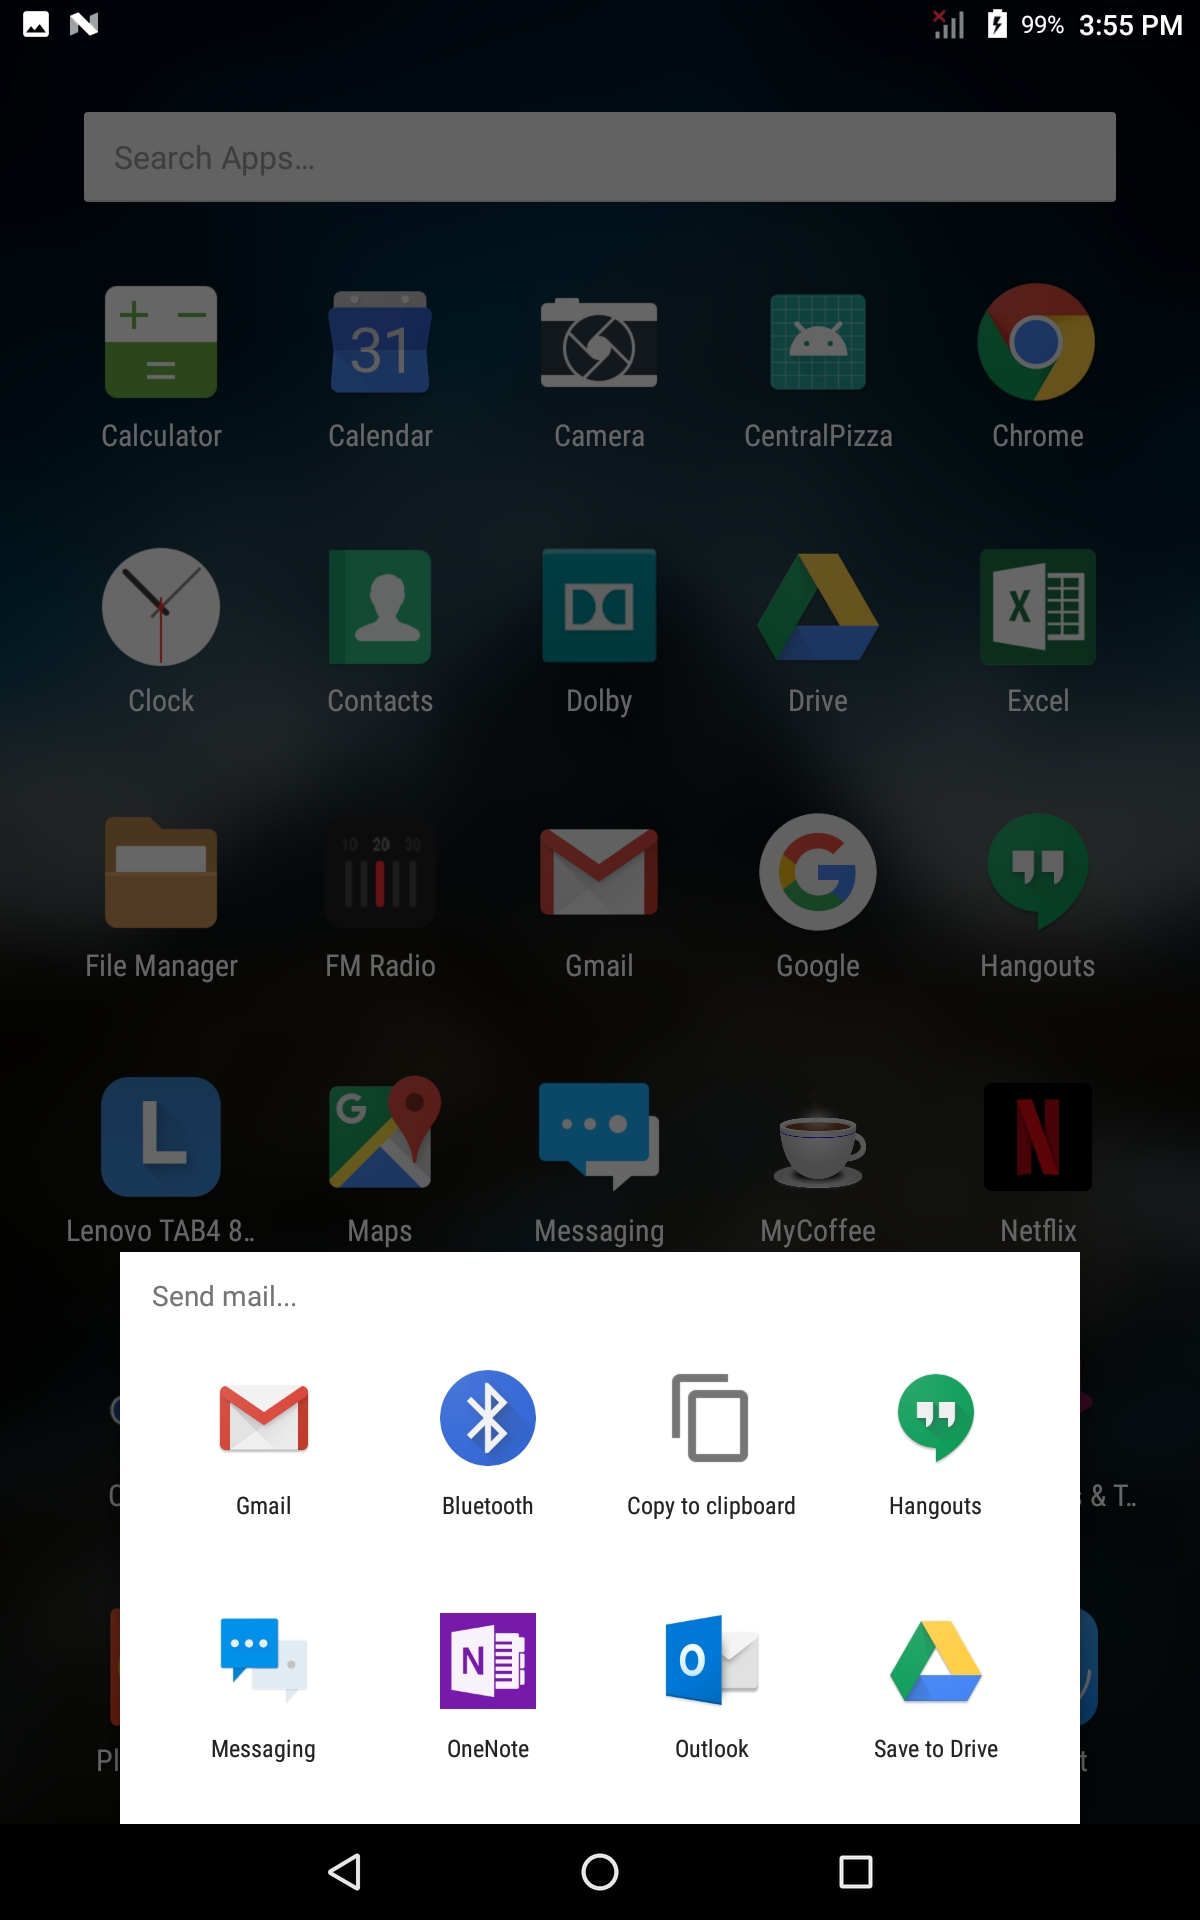 99% 3:55 PM
Search Apps...
31
Calculator Calendar Camera CentralPizza Chrome
X
Clock Contacts Dolby Drive Excel
10 20 30
G
File Manager FM Radio Gmail Google Hangouts
L G N
Lenovo TAB4 8.. Maps Messaging MyCoffee Netflix
Send mail...
Gmail Bluetooth Copy to clipboard Hangouts
& T..
N O
Messaging OneNote Outlook Save to Drive
Pl t